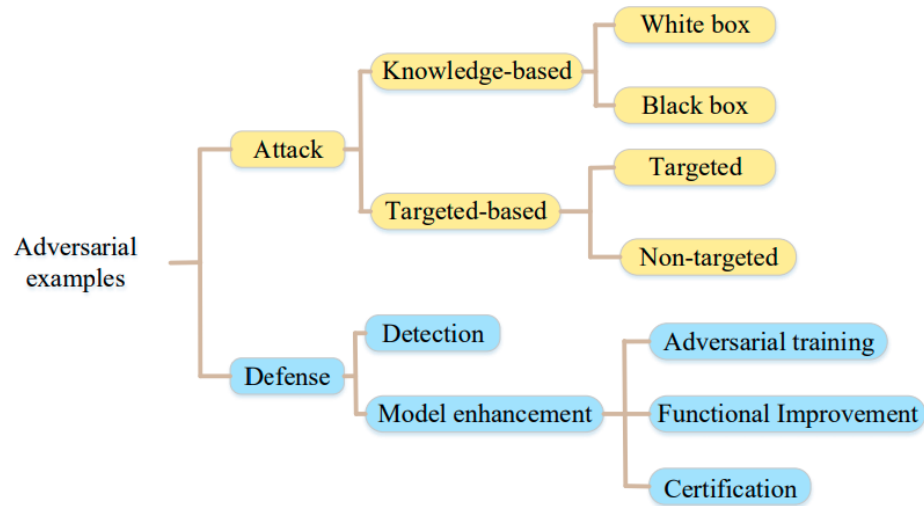 White box
Knowledge-based
Black box
Attack
Targeted
Targeted-based
Non-targeted
Adversarial
examples
Detection
Adversarial training
Defense
Model enhancement
Functional Improvement
Certification